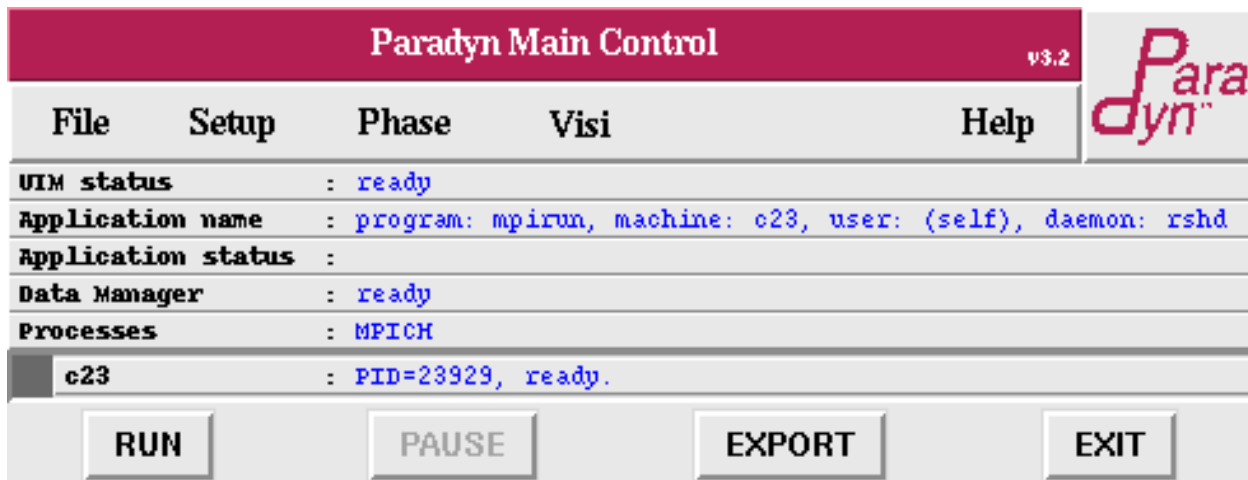 Paradyn Main Control v3.2
Para
dyn™
File Setup Phase Visi Help
UIM status : ready
Application name : program: mpirun, machine: c23, user: (self), daemon: rshd
Application status :
Data Manager : ready
Processes : MPICH
c23 : PID=23929, ready.
RUN PAUSE EXPORT EXIT